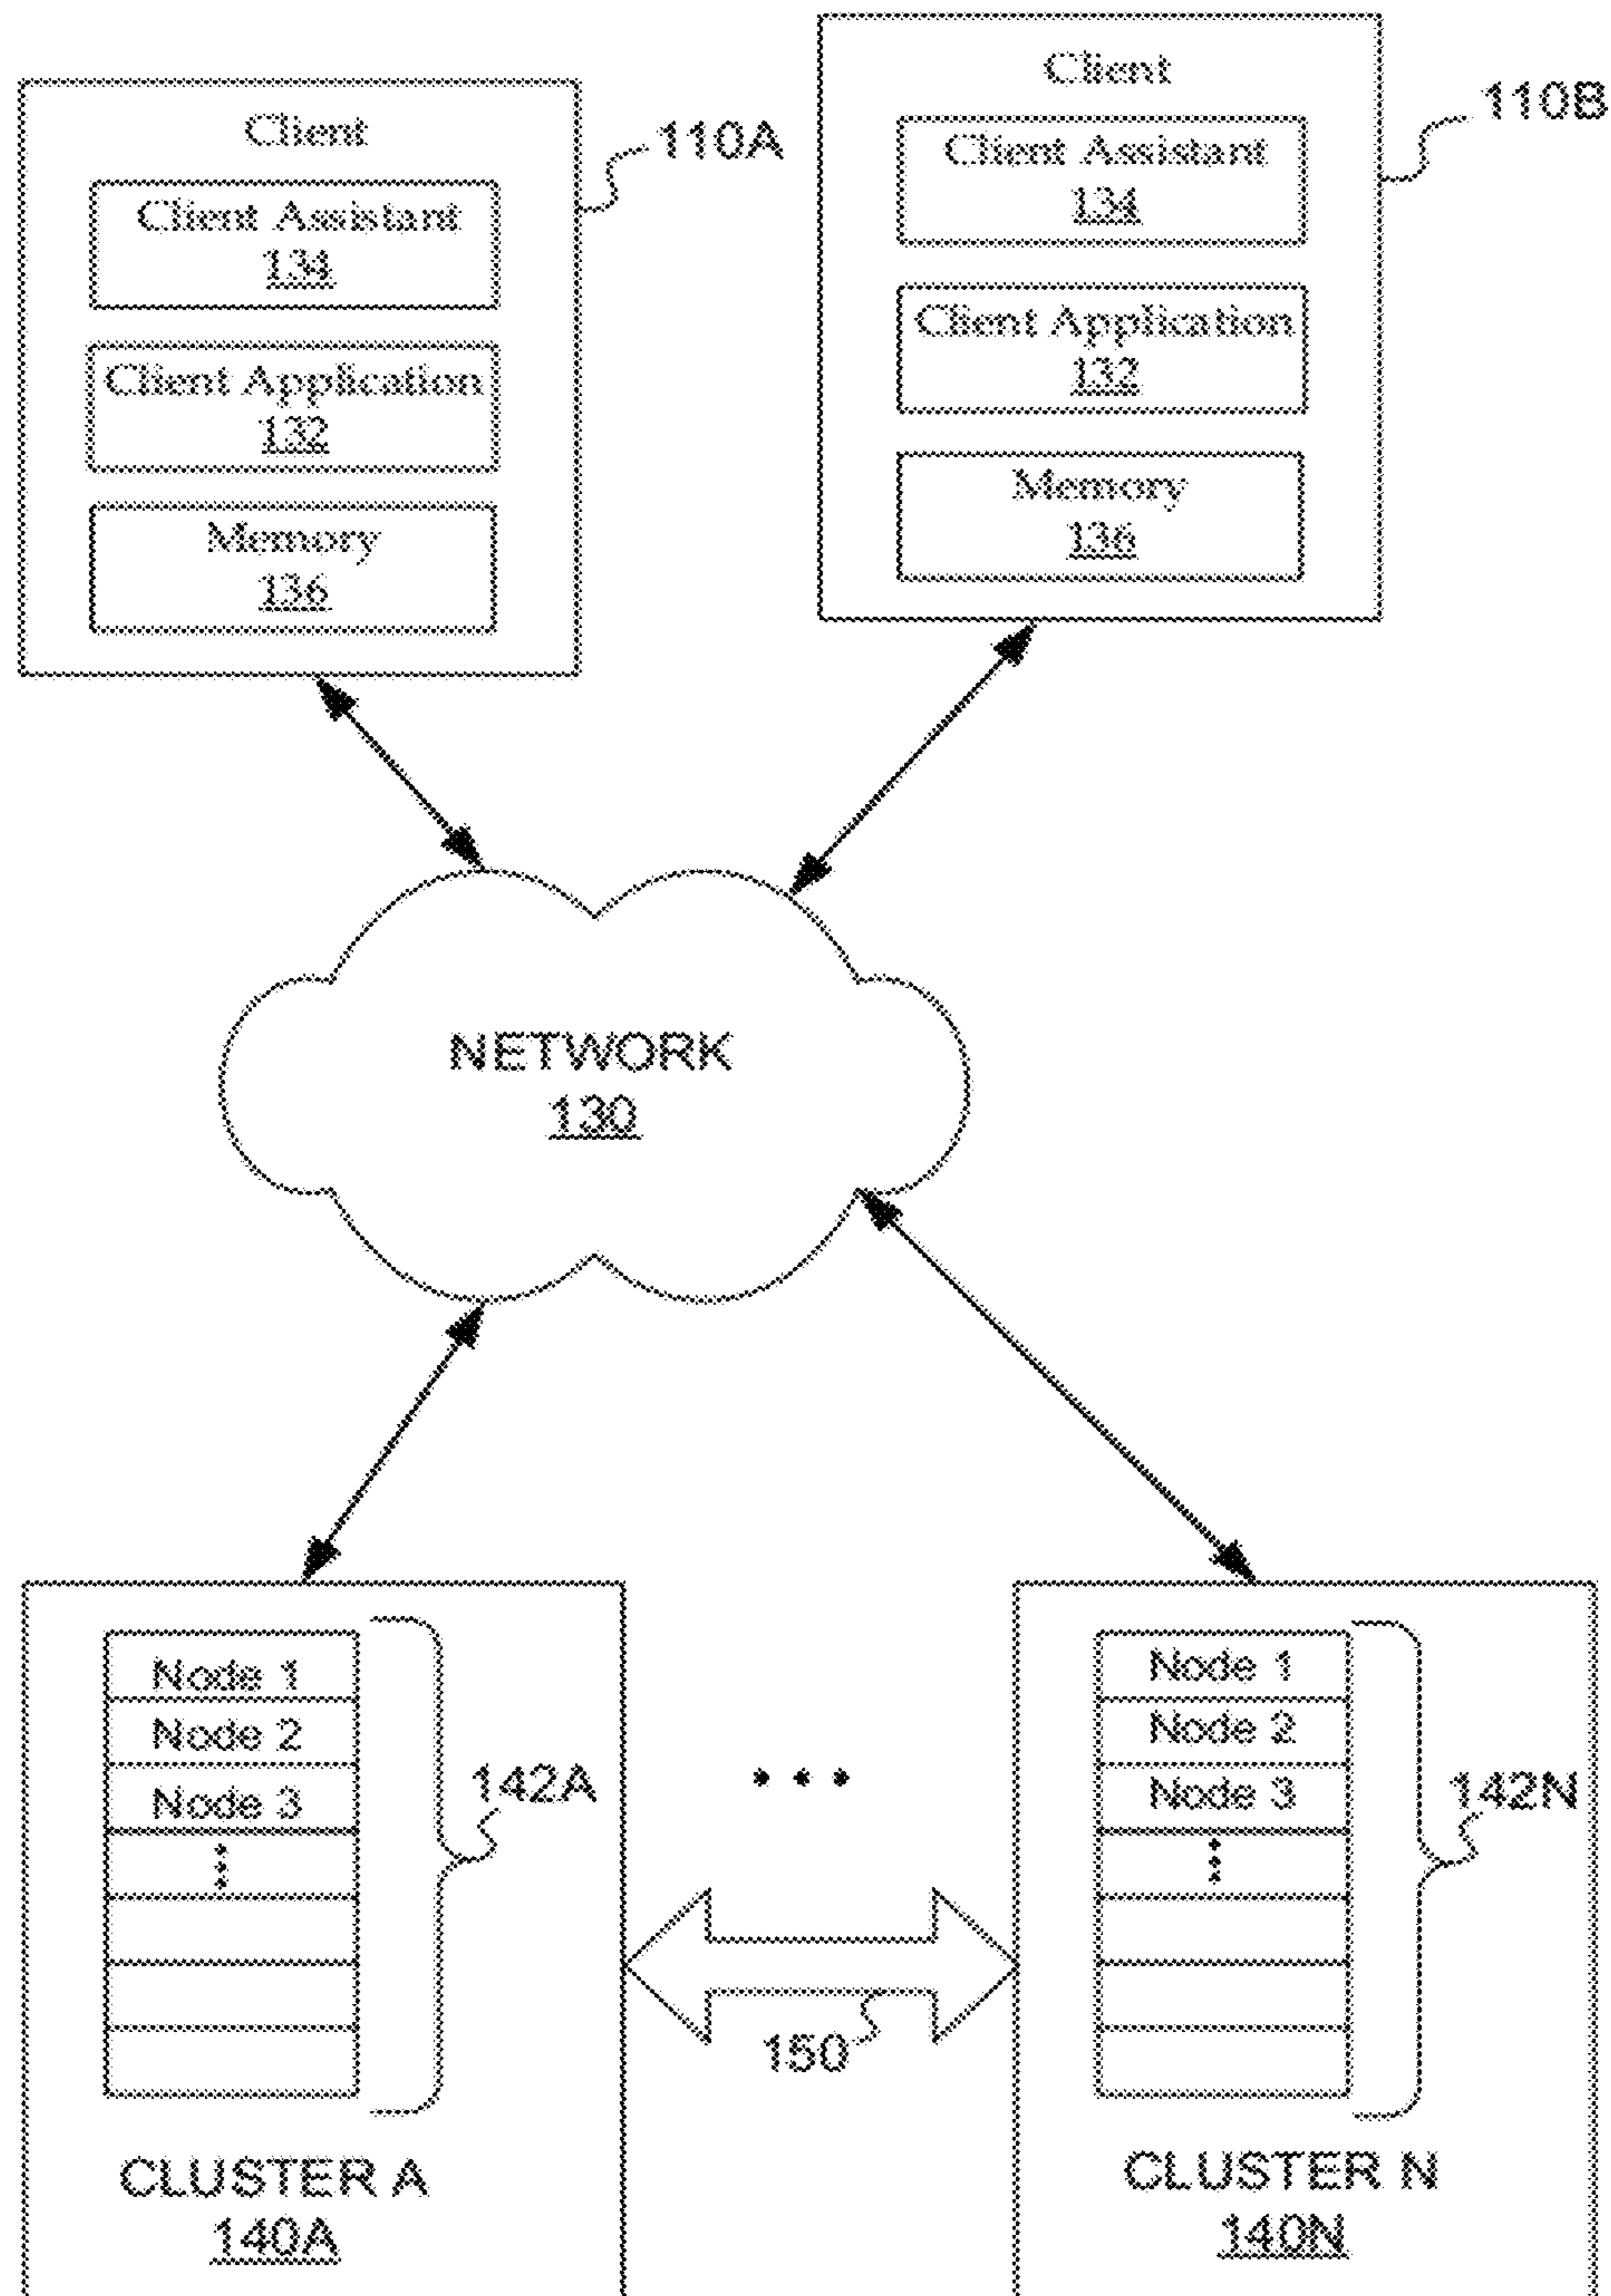 Client
Client Assistant
134
Client Application
132
Memory
136
110A
Client
Client Assistant
134
Client Application
132
Memory
136
110B
NETWORK
130
Node 1
Node 2
Node 3
142A
CLUSTER A
140A
150
Node 1
Node 2
Node 3
142N
CLUSTER N
140N